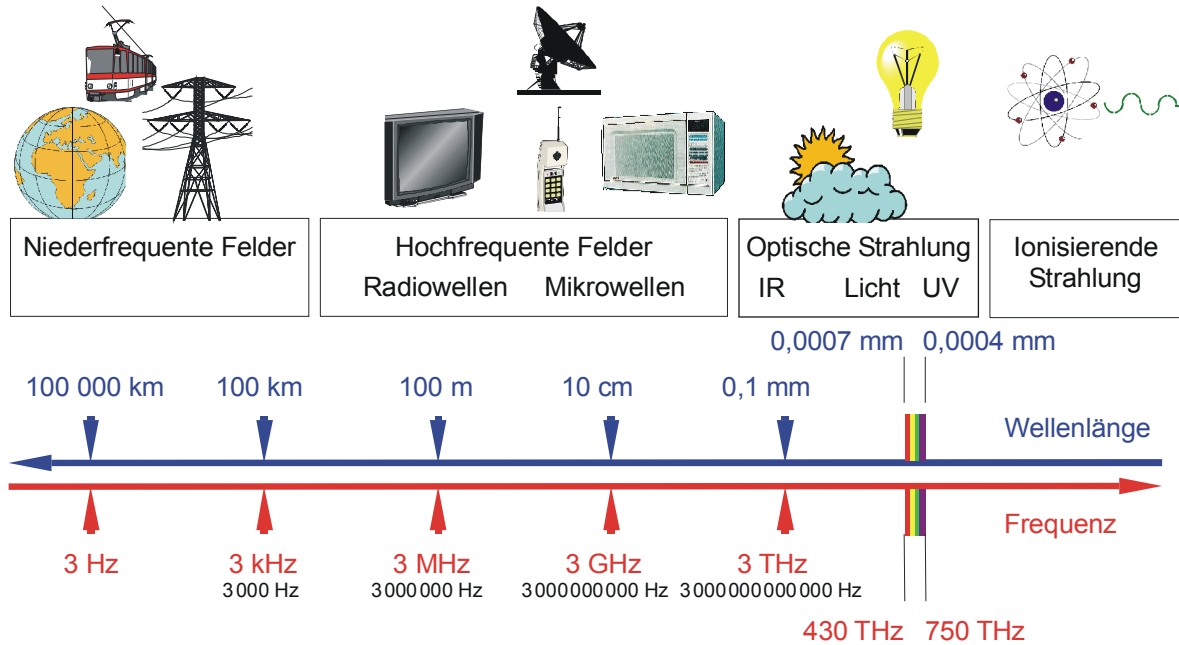 Niederfrequente Felder
Hochfrequente Felder
Radiowellen Mikrowellen
Optische Strahlung
IR Licht UV
Ionisierende
Strahlung
0,0007 mm 0,0004 mm
100 000 km 100 km 100 m 10 cm 0,1 mm
Wellenlänge
Frequenz
3 Hz 3 kHz 3 MHz 3 GHz 3 THz
3000 Hz 3000000 Hz 3000000000 Hz 3000000000000 Hz
430 THz 750 THz